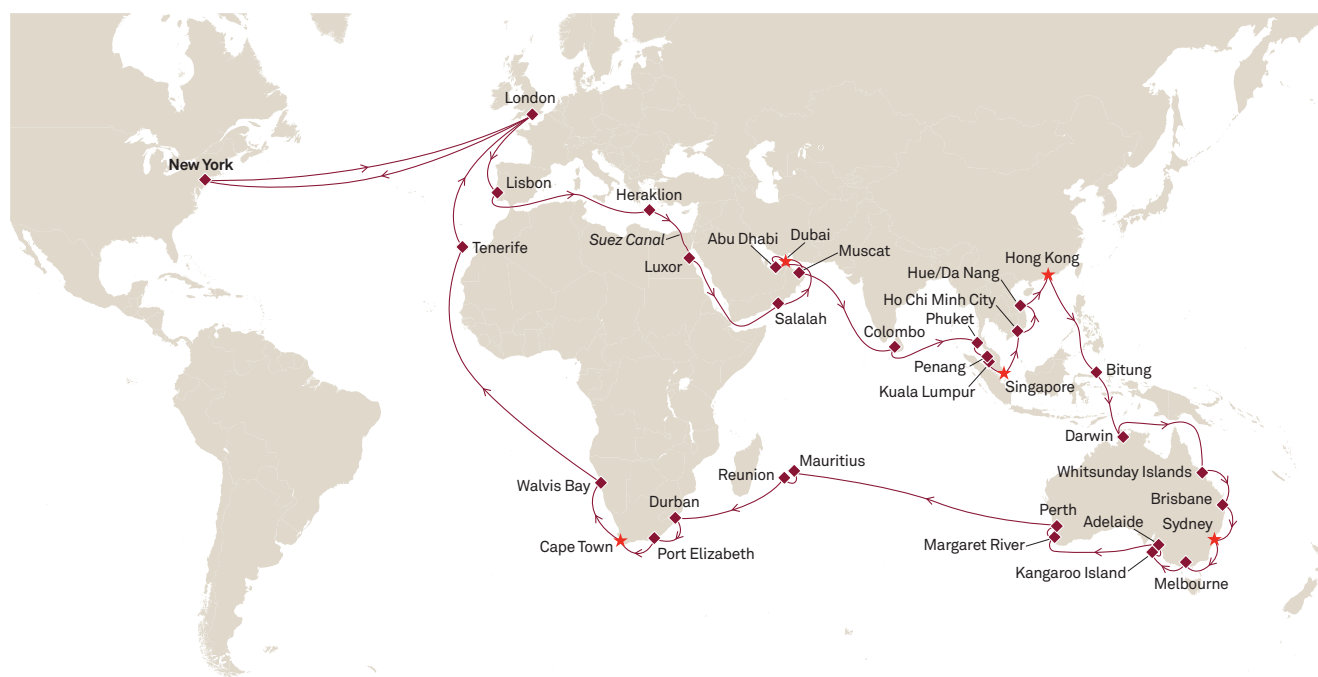 London
New York
Lisbon
Heraklion
Suez Canal
Luxor
Tenerife
Abu Dhabi
Dubai
Muscat
Salalah
Hong Kong
Hue/Da Nang
Ho Chi Minh City
Phuket
Colombo
Penang
Kuala Lumpur
Singapore
Bitung
Darwin
Whitsunday Islands
Brisbane
Sydney
Adelaide
Perth
Margaret River
Kangaroo Island
Melbourne
Mauritius
Reunion
Durban
Walvis Bay
Cape Town
Port Elizabeth